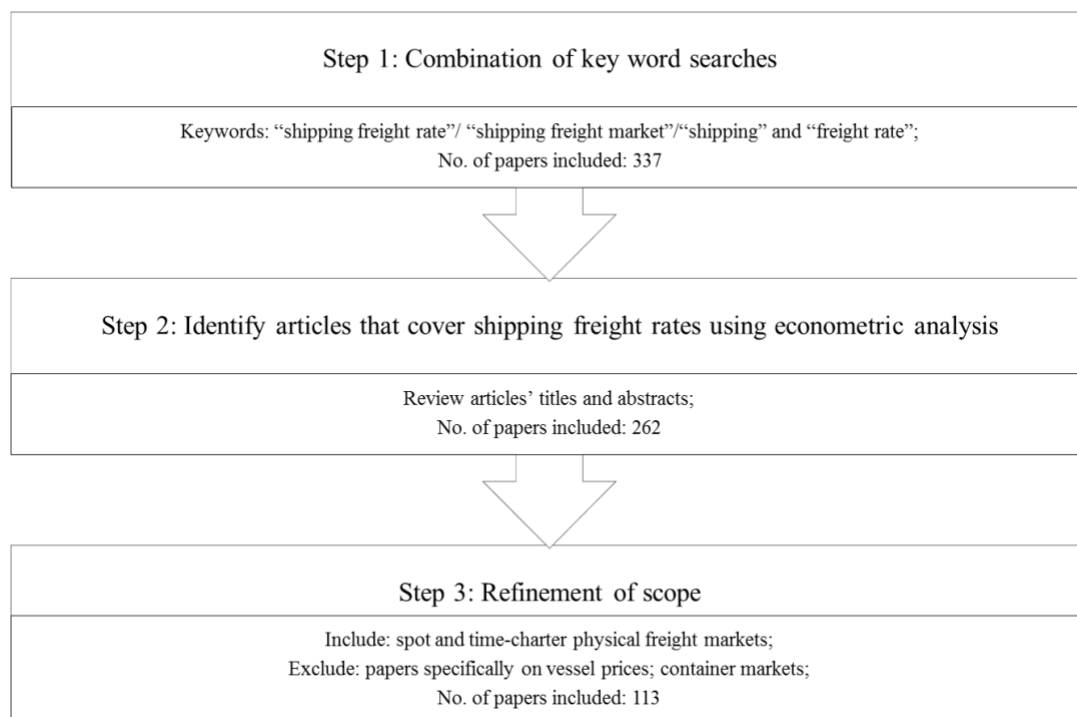 Step 1: Combination of key word searches
Keywords: “shipping freight rate”/ “shipping freight market”/“shipping” and “freight rate”;
No. of papers included: 337
Step 2: Identify articles that cover shipping freight rates using econometric analysis
Review articles’ titles and abstracts;
No. of papers included: 262
Step 3: Refinement of scope
Include: spot and time-charter physical freight markets;
Exclude: papers specifically on vessel prices; container markets;
No. of papers included: 113